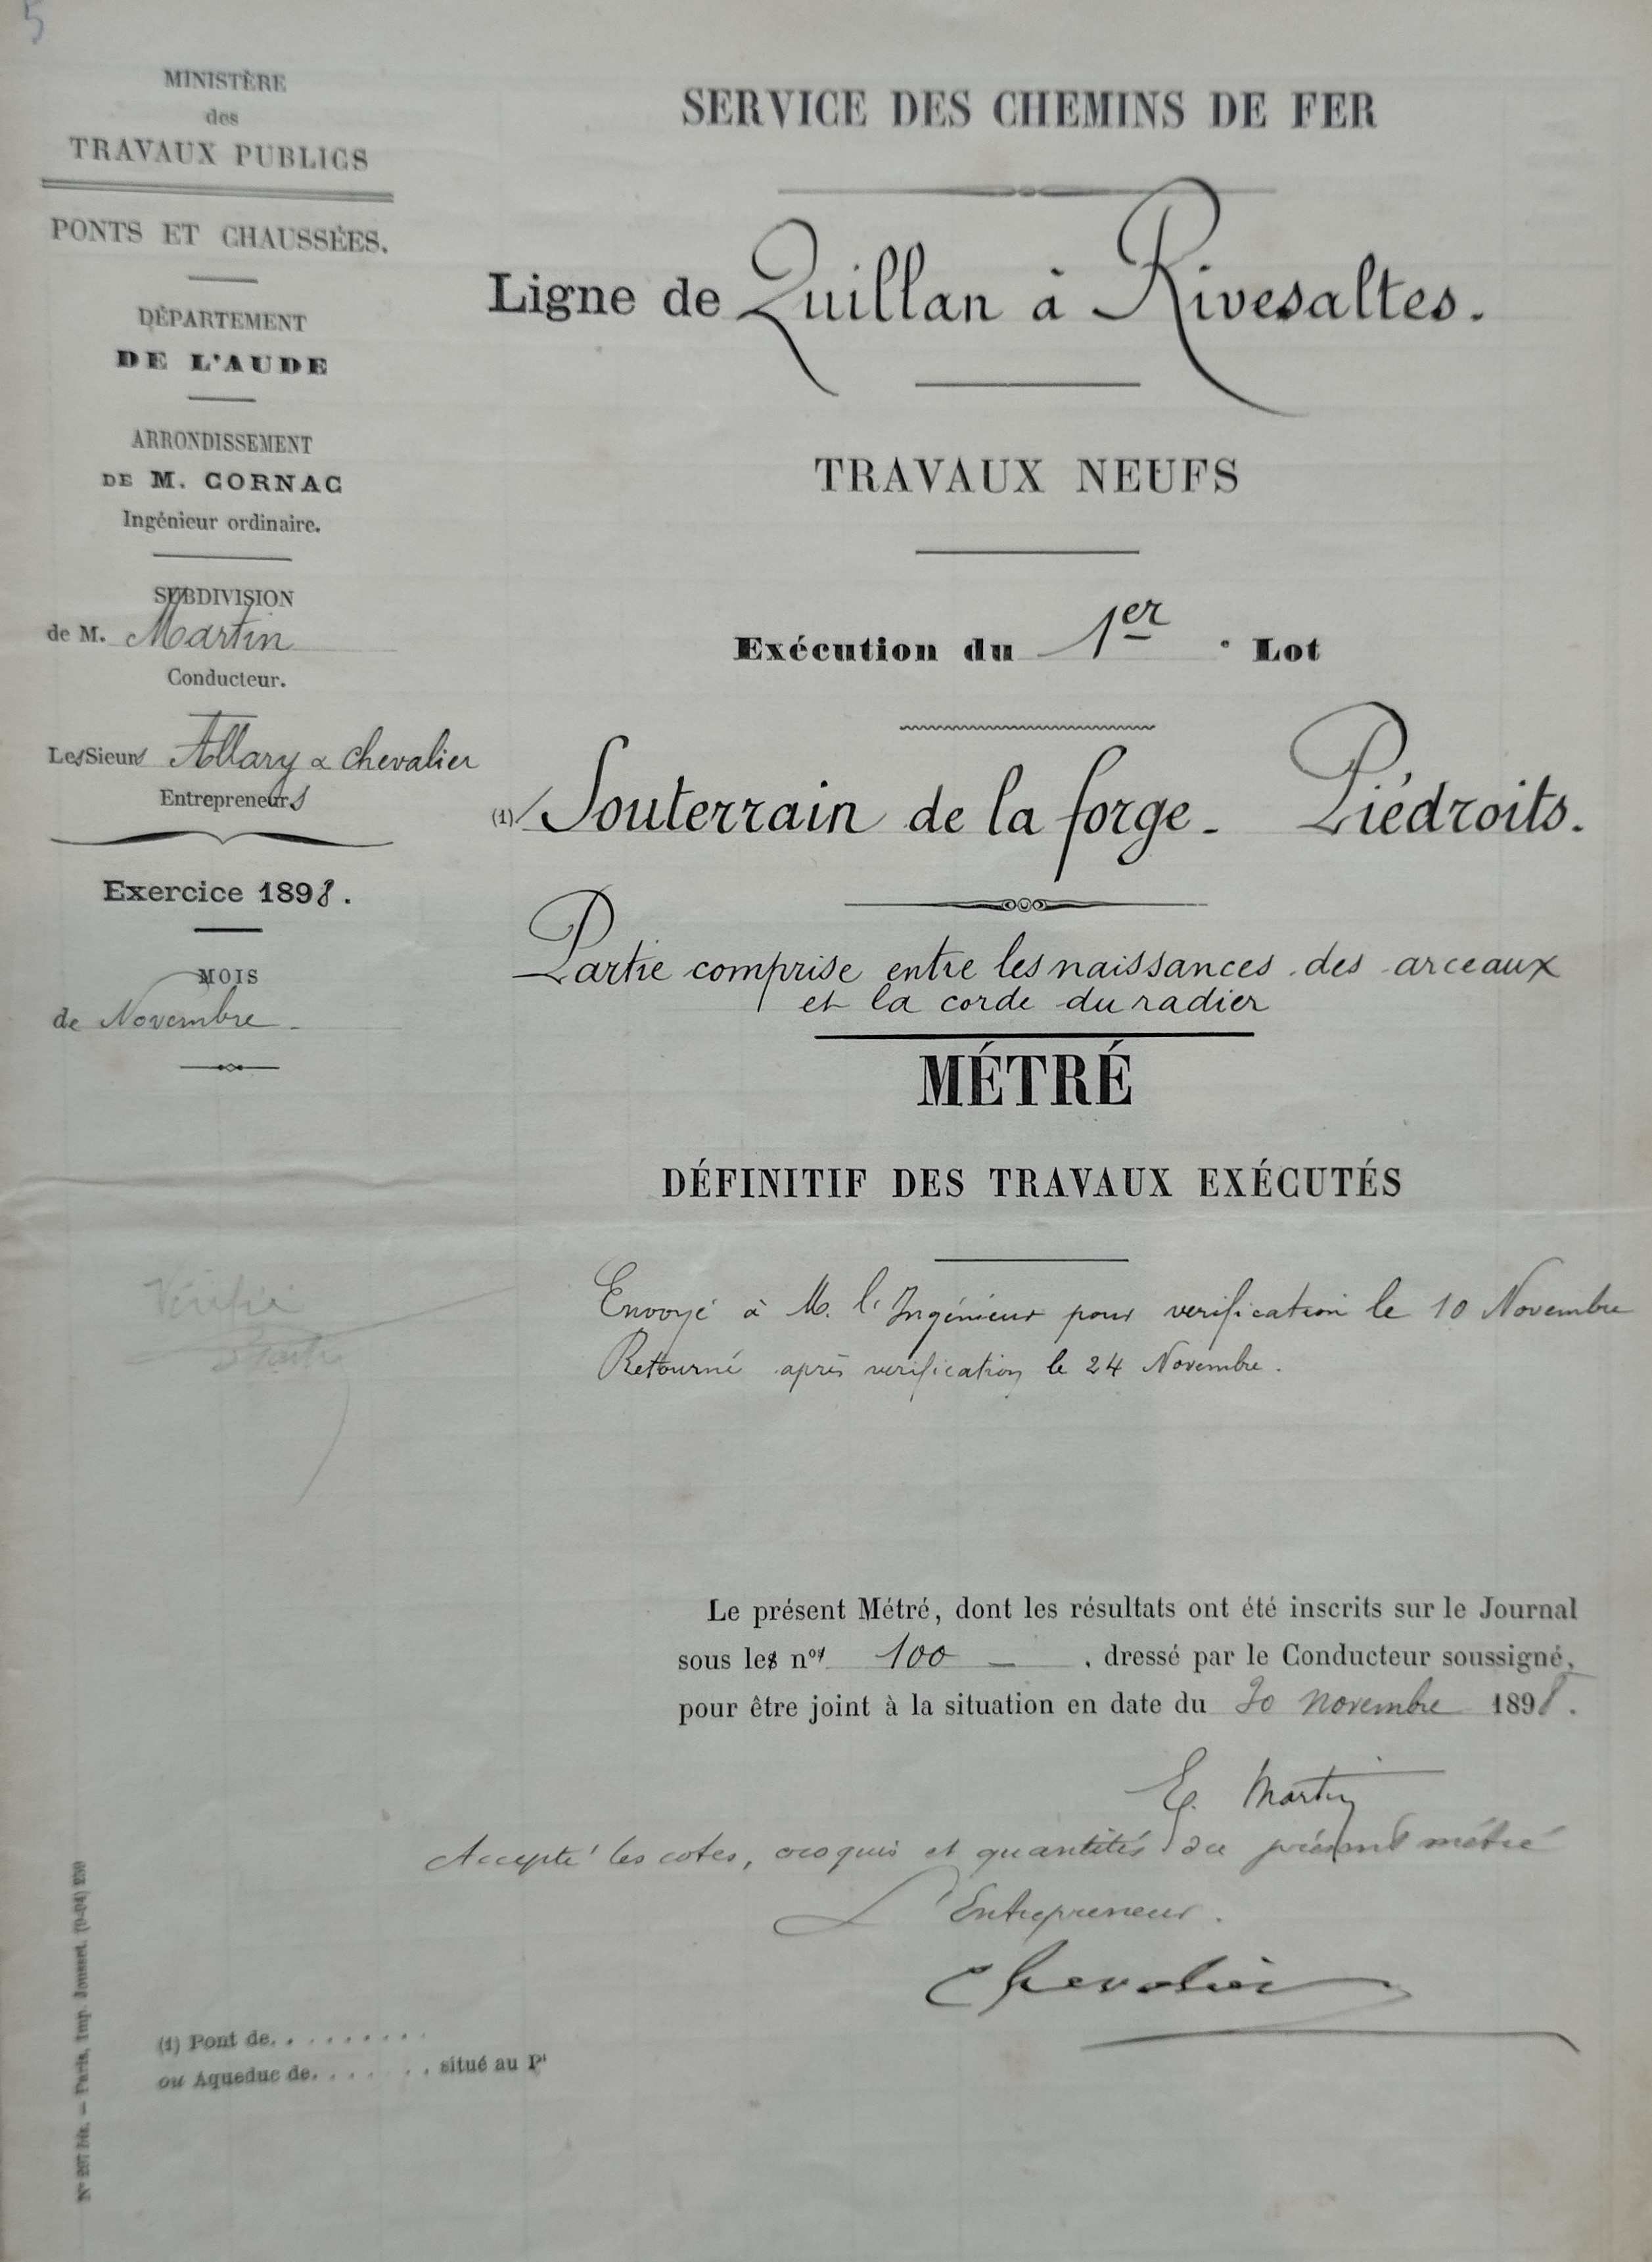 5
MINISTÈRE
des
TRAVAUX PUBLICS
PONTS ET CHAUSSÉES.
DÉPARTEMENT
DE L'AUDE
ARRONDISSEMENT
DE M. CORNAC
Ingénieur ordinaire.
SUBDIVISION
de M. Martin
Conducteur.
Les Sieurs Allary & Chevalier
Entrepreneurs
Exercice 1898.
MOIS
de Novembre
SERVICE DES CHEMINS DE FER
Ligne de Quillan à Rivesaltes.
TRAVAUX NEUFS
Exécution du 1er e Lot
(1) Souterrain de la forge - Piédroits.
Partie comprise entre les naissances des arceaux
et la corde du radier
MÉTRÉ
DÉFINITIF DES TRAVAUX EXÉCUTÉS
Vérifié
Envoyé à M. l'Ingénieur pour verification le 10 Novembre
Retourné après verification le 24 Novembre.
Le présent Métré, dont les résultats ont été inscrits sur le Journal
sous les nos 100 — , dressé par le Conducteur soussigné,
pour être joint à la situation en date du 30 novembre 1898.
E. Martin
Accepté les cotes, croquis et quantités du présent métré
L'Entrepreneur.
Chevalier
(1) Pont de. . . . . . . . .
ou Aqueduc de. . . . . . . situé au Pt
Nº 207 bis. — Paris, Imp. Jousset.